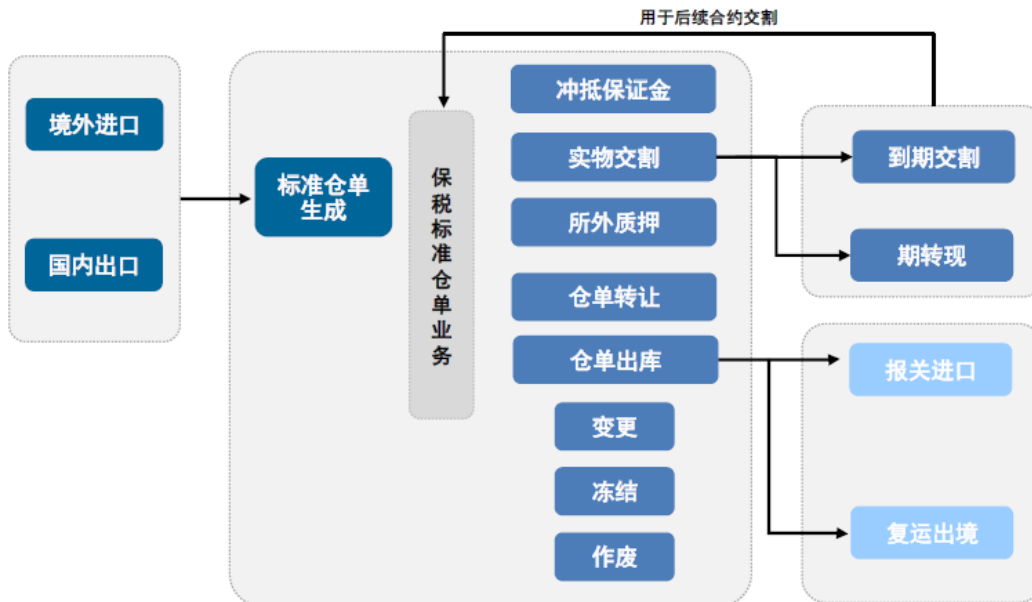 用于后续合约交割
境外进口
国内出口
标准仓单
生成
保税标准仓单业务
冲抵保证金
实物交割
所外质押
仓单转让
仓单出库
变更
冻结
作废
到期交割
期转现
报关进口
复运出境